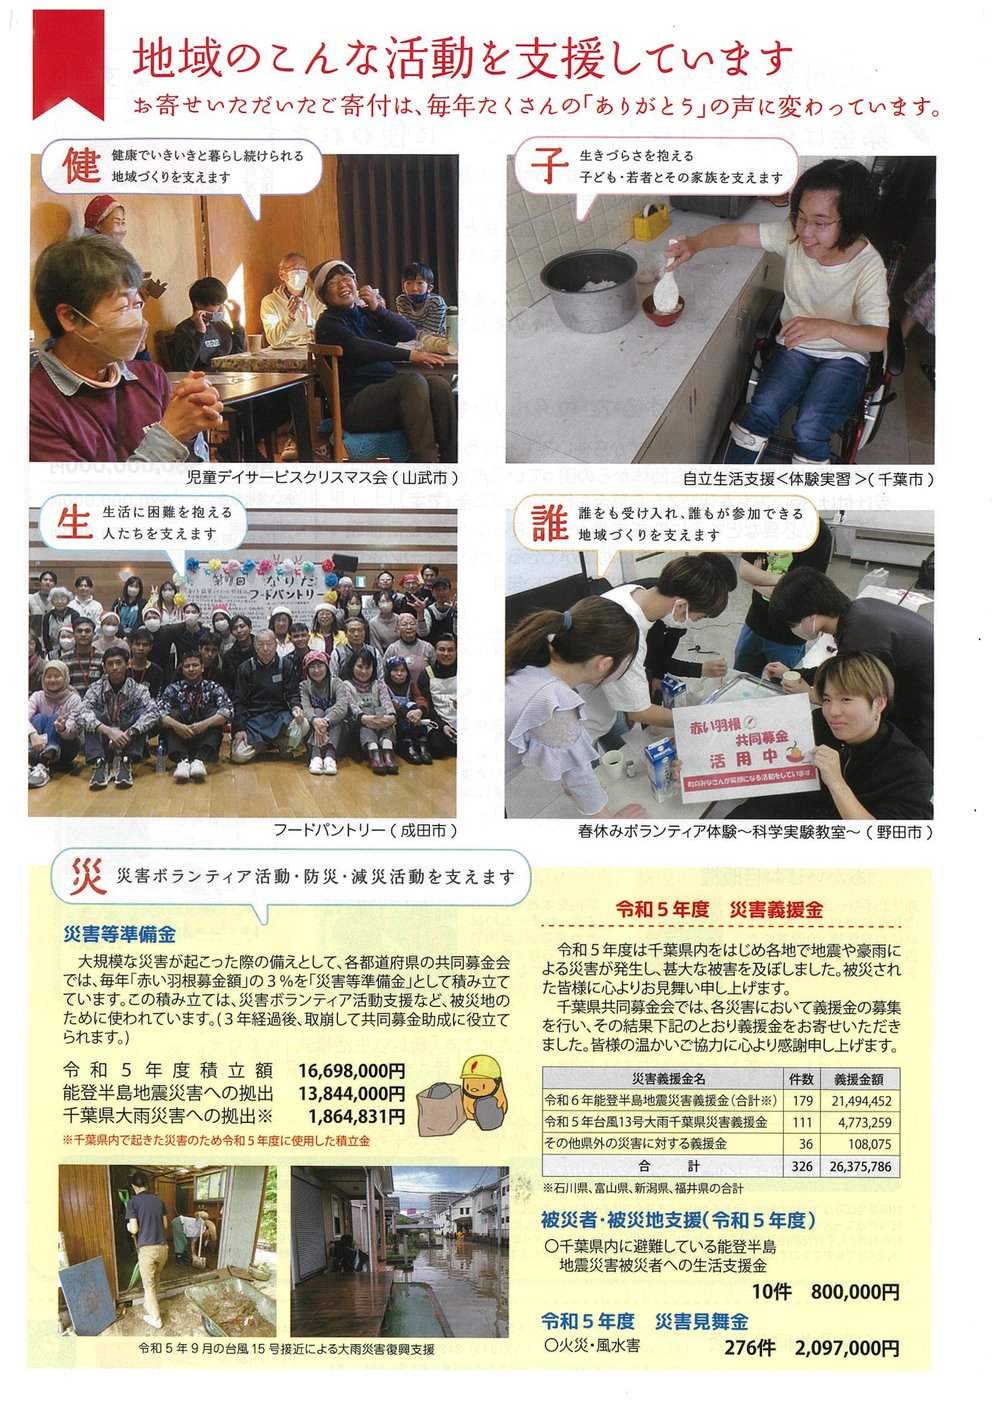 地域のこんな活動を支援しています
お寄せいただいたご寄付は、毎年たくさんの「ありがとう」の声に変わっています。
健
健康でいきいきと暮らし続けられる
地域づくりを支えます
子
生きづらさを抱える
子ども・若者とその家族を支えます
児童デイサービスクリスマス会(山武市)
自立生活支援<体験実習>(千葉市)
生
生活に困難を抱える
人たちを支えます
なりた
フードパントリー
誰
誰をも受け入れ、誰もが参加できる
地域づくりを支えます
赤い羽根
共同募金
活用中
町のみなさんが笑顔になる活動をしています。
フードパントリー(成田市)
春休みボランティア体験~科学実験教室~(野田市)
災
災害ボランティア活動・防災・減災活動を支えます
災害等準備金
大規模な災害が起こった際の備えとして、各都道府県の共同募金会
では、毎年「赤い羽根募金額」の3%を「災害等準備金」として積み立て
ています。この積み立ては、災害ボランティア活動支援など、被災地の
ために使われています。(3年経過後、取崩して共同募金助成に役立て
られます。)
令和5年度積立額 16,698,000円
能登半島地震災害への拠出 13,844,000円
千葉県大雨災害への拠出※ 1,864,831円
※千葉県内で起きた災害のため令和5年度に使用した積立金
令和5年9月の台風15号接近による大雨災害復興支援
令和5年度 災害義援金
令和5年度は千葉県内をはじめ各地で地震や豪雨に
よる災害が発生し、甚大な被害を及ぼしました。被災され
た皆様に心よりお見舞い申し上げます。
千葉県共同募金会では、各災害において義援金の募集
を行い、その結果下記のとおり義援金をお寄せいただき
ました。皆様の温かいご協力に心より感謝申し上げます。
災害義援金名 件数 義援金額
令和6年能登半島地震災害義援金(合計※) 179 21,494,452
令和5年台風13号大雨千葉県災害義援金 111 4,773,259
その他県外の災害に対する義援金 36 108,075
合計 326 26,375,786
※石川県、富山県、新潟県、福井県の合計
被災者・被災地支援(令和5年度)
○千葉県内に避難している能登半島
地震災害被災者への生活支援金
10件 800,000円
令和5年度 災害見舞金
○火災・風水害 276件 2,097,000円